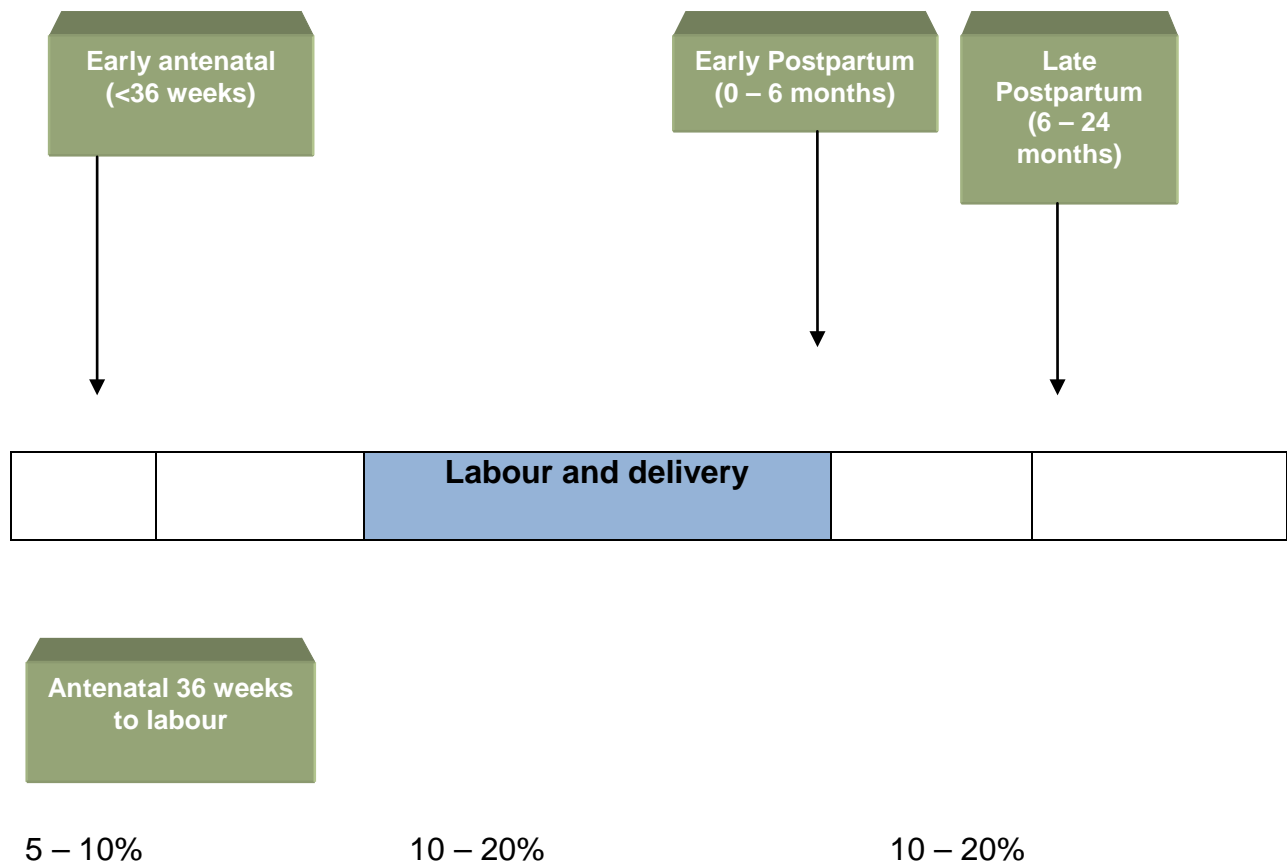 Early antenatal
(<36 weeks)
Early Postpartum
(0 – 6 months)
Late
Postpartum
(6 – 24
months)
Labour and delivery
Antenatal 36 weeks
to labour
5 – 10%
10 – 20%
10 – 20%